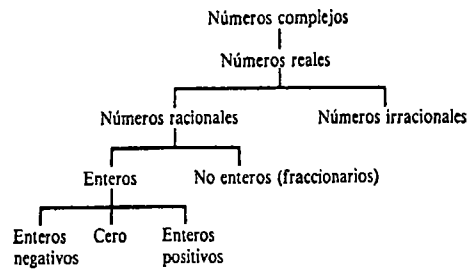 Números complejos
Números reales
Números racionales
Números irracionales
Enteros
No enteros (fraccionarios)
Enteros negativos
Cero
Enteros positivos